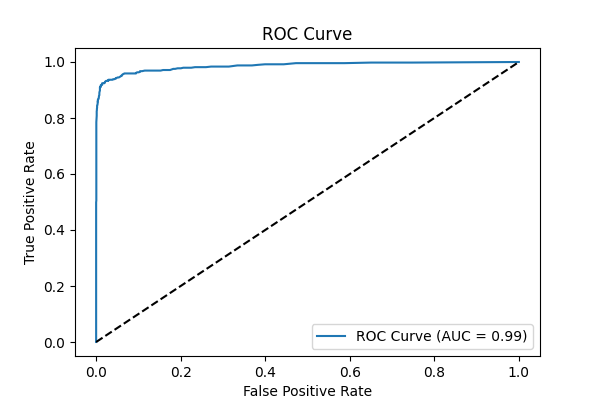 ROC Curve
True Positive Rate
1.0
0.8
0.6
0.4
0.2
0.0
ROC Curve (AUC = 0.99)
0.0 0.2 0.4 0.6 0.8 1.0
False Positive Rate